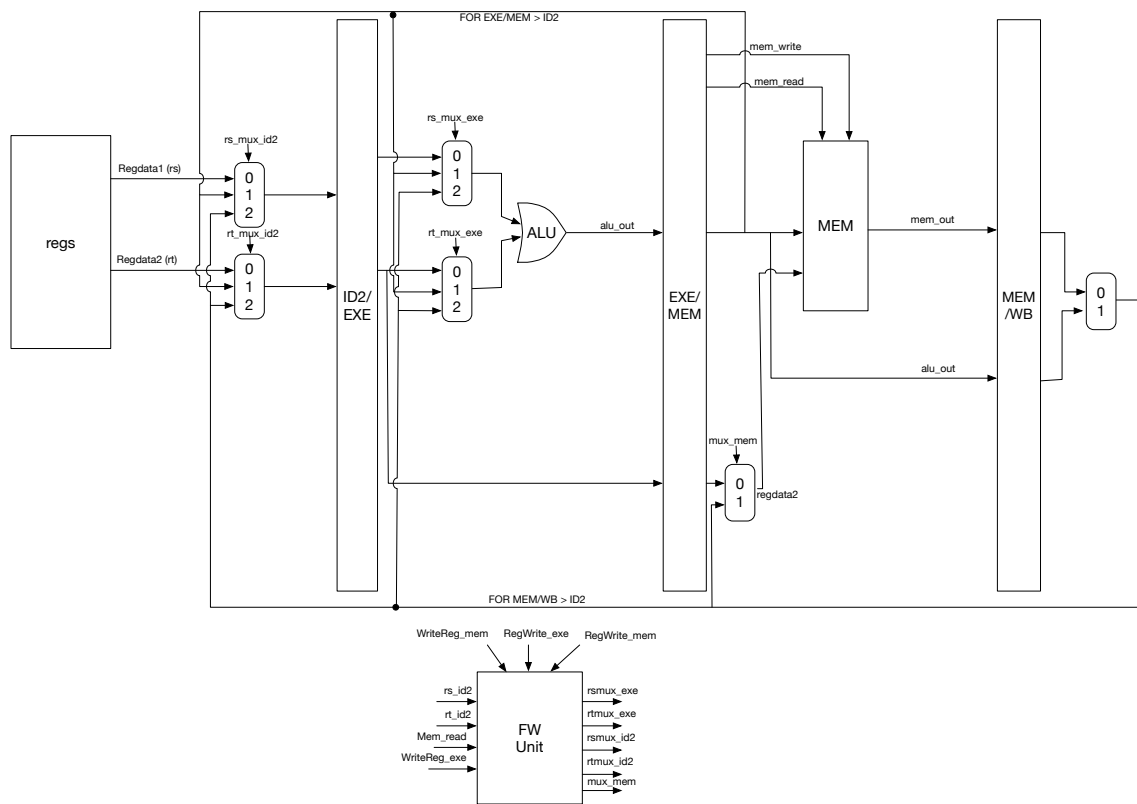 FOR EXE/MEM > ID2
mem_write
mem_read
rs_mux_exe
rs_mux_id2
Regdata1 (rs)
0
1
2
0
1
2
0
1
2
rt_mux_id2
rt_mux_exe
regs
Regdata2 (rt)
0
1
2
ID2/
EXE
ALU
alu_out
EXE/
MEM
MEM
mem_out
MEM
/WB
0
1
alu_out
mux_mem
0
1
regdata2
FOR MEM/WB > ID2
WriteReg_mem
RegWrite_exe
RegWrite_mem
rs_id2
rt_id2
Mem_read
WriteReg_exe
FW
Unit
rsmux_exe
rtmux_exe
rsmux_id2
rtmux_id2
mux_mem